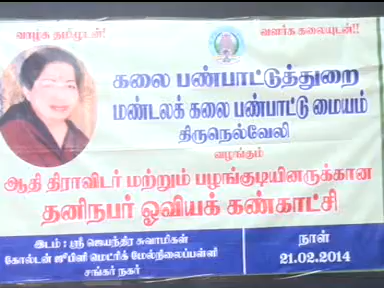 வாழ்க தமிழுடன்!
வளர்க கலையுடன்!!
கலை பண்பாட்டுத்துறை
மண்டலக் கலை பண்பாட்டு மையம்
திருநெல்வேலி
வழங்கும்
ஆதி திராவிடர் மற்றும் பழங்குடியினருக்கான
தனிநபர் ஓவியக் கண்காட்சி
இடம் : ஸ்ரீ ஜெயந்திர சுவாமிகள்
கோல்டன் ஜூபிளி மெட்ரிக் மேல்நிலைப்பள்ளி
சங்கர் நகர்
நாள்
21.02.2014